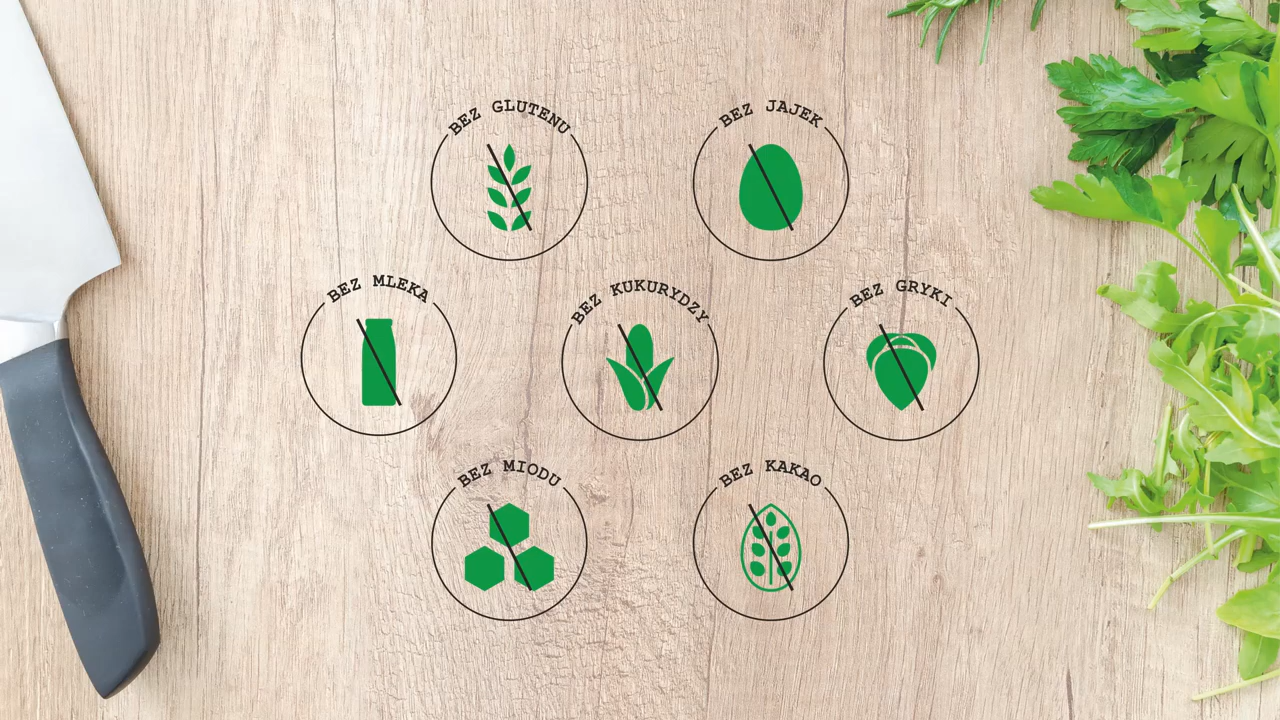 BEZ GLUTENU
BEZ JAJEK
BEZ MLEKA
BEZ KUKURYDZY
BEZ GRYKI
BEZ MIODU
BEZ KAKAO